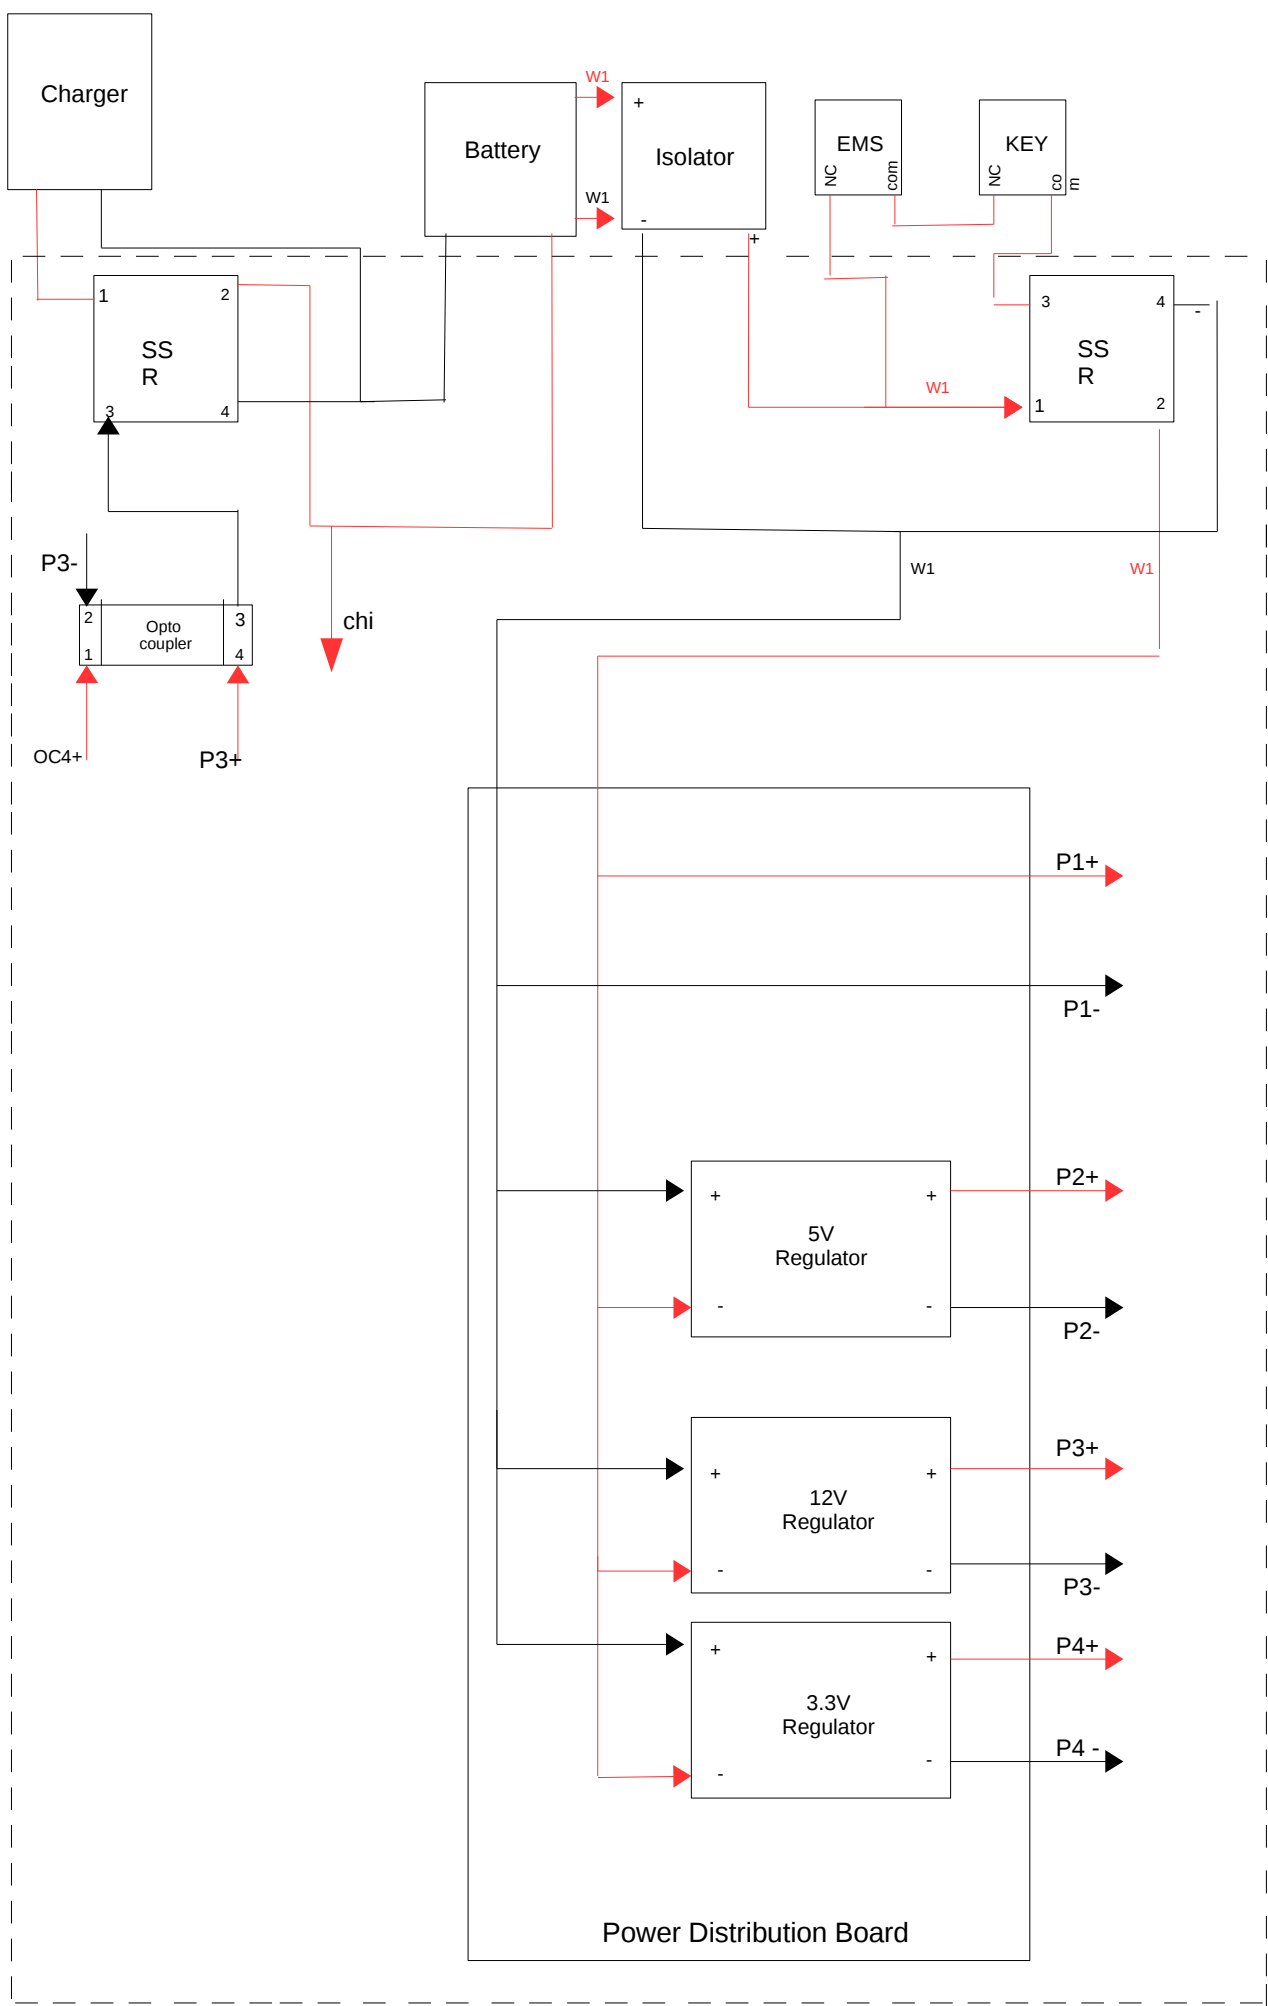 Charger
Battery
W1
W1
+
Isolator
-
+
EMS
NC
com
KEY
NC
co
m
1
2
SS
R
3
4
3
4
-
SS
R
W1
1
2
P3-
2
Opto
coupler
3
1
4
OC4+
P3+
chi
W1
W1
P1+
P1-
+
+
5V
Regulator
-
-
P2+
P2-
+
+
12V
Regulator
-
-
P3+
P3-
+
+
3.3V
Regulator
-
-
P4+
P4 -
Power Distribution Board